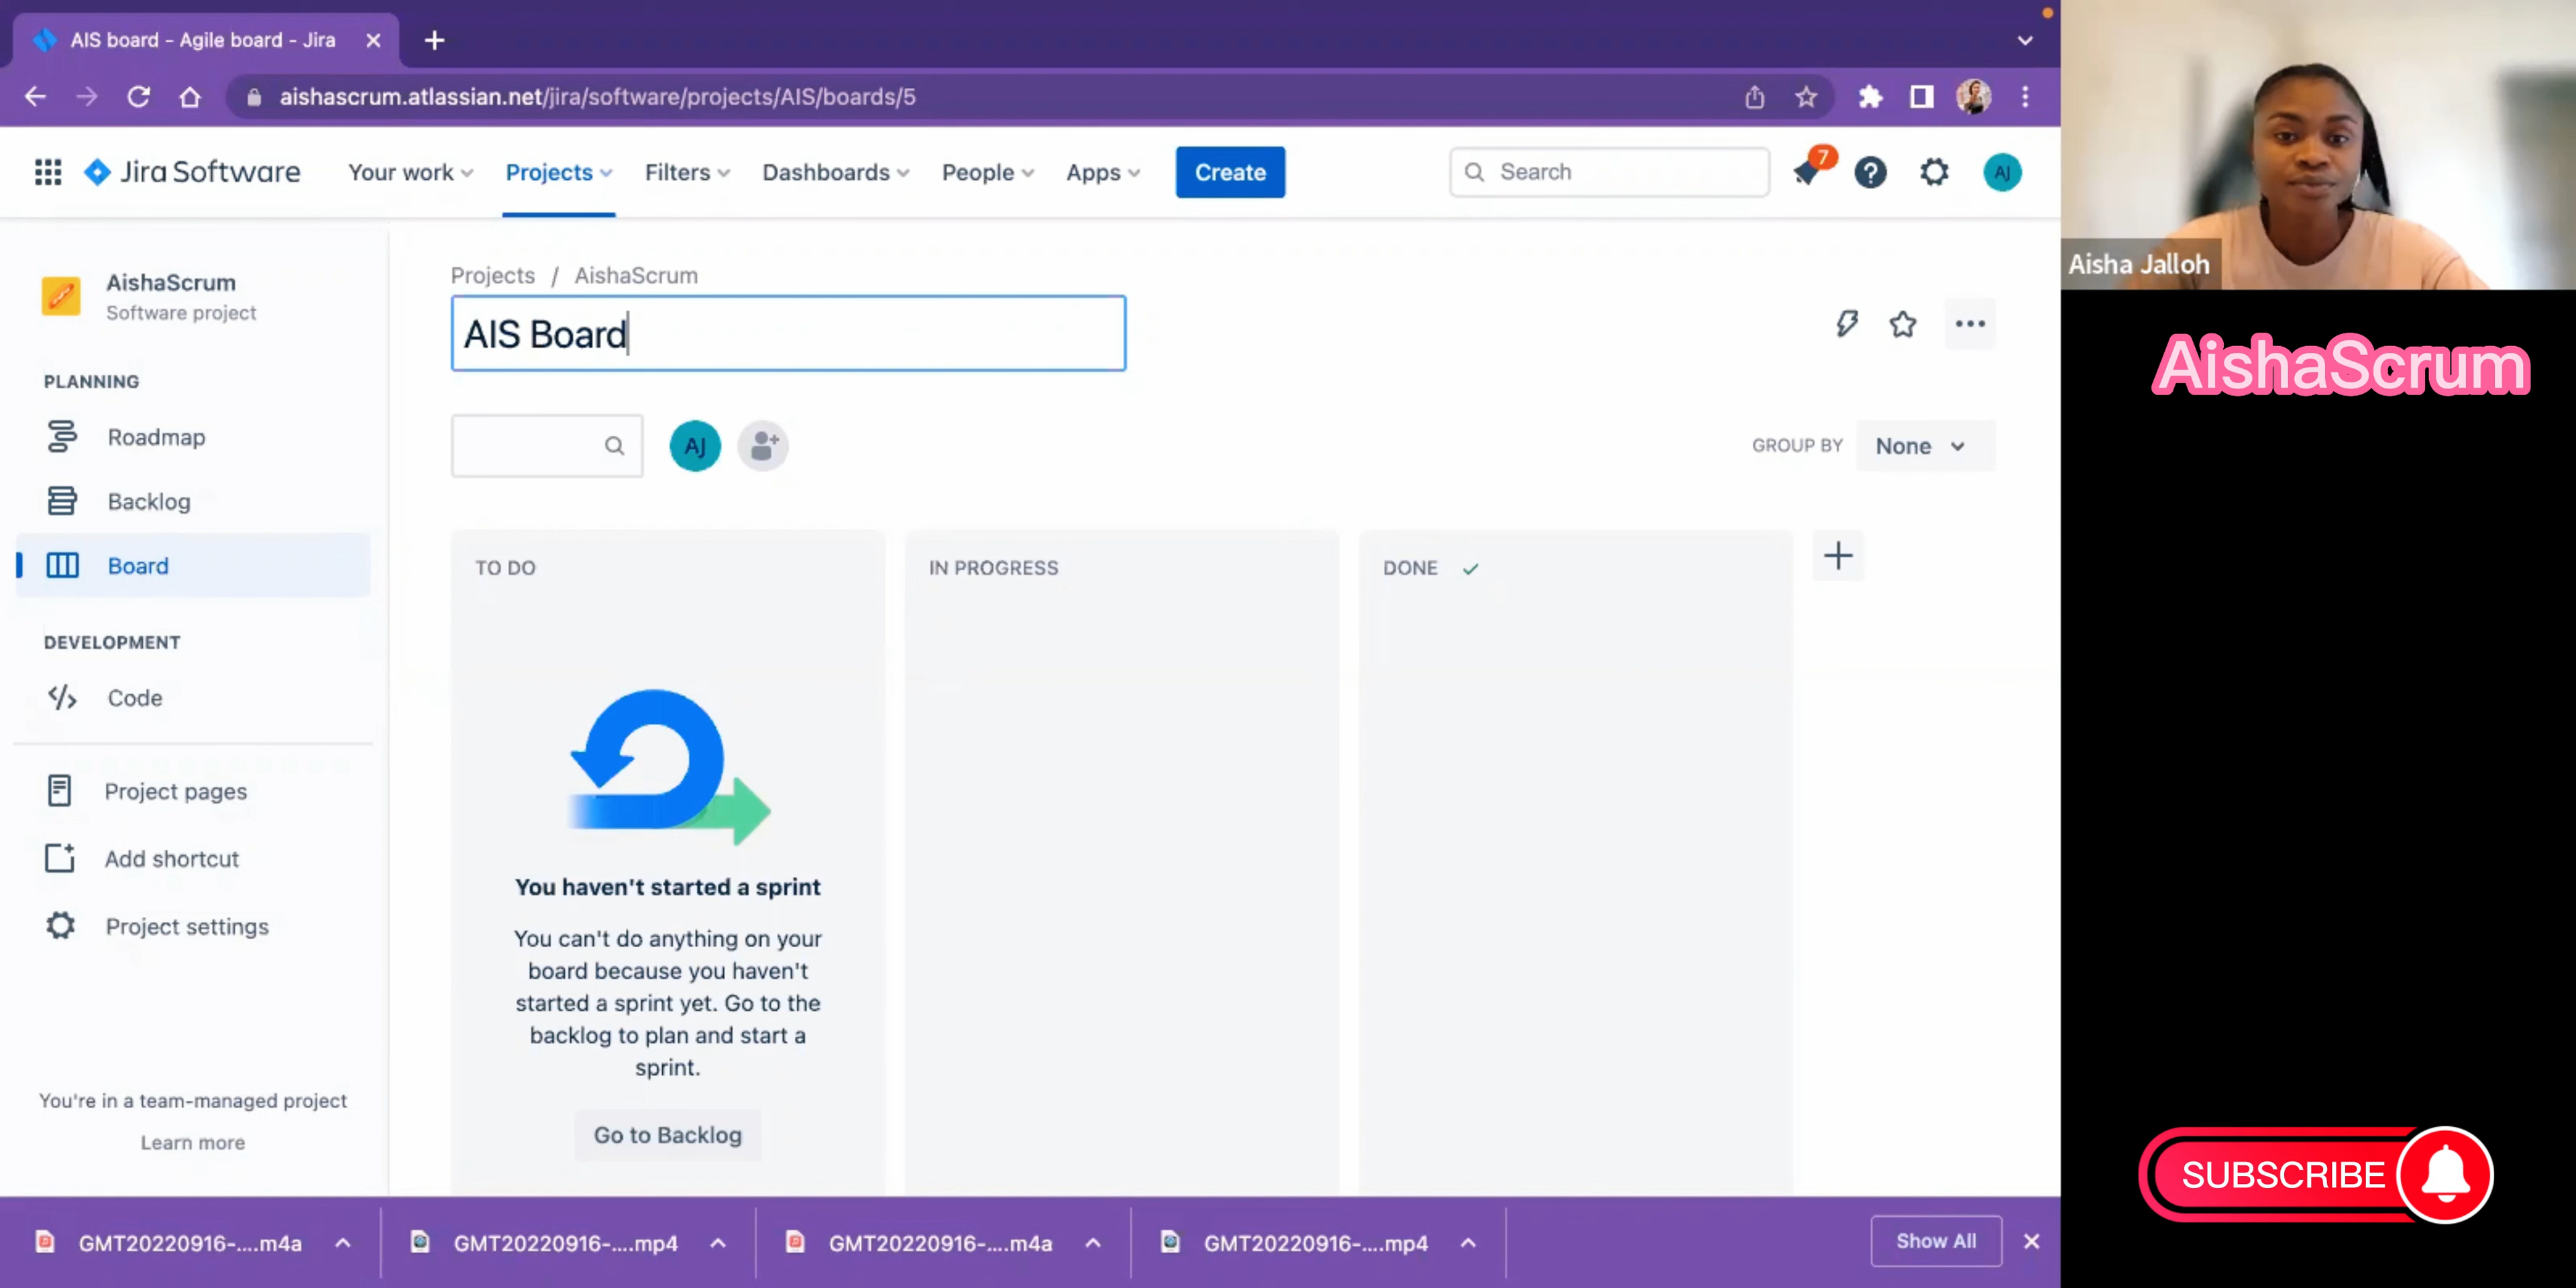 AIS board - Agile board - Jira
aishascrum.atlassian.net/jira/software/projects/AIS/boards/5
Jira Software
Your work
Projects
Filters
Dashboards
People
Apps
Create
Search
7
AJ
AishaScrum
Software project
PLANNING
Roadmap
Backlog
Board
DEVELOPMENT
Code
Project pages
Add shortcut
Project settings
You're in a team-managed project
Learn more
Projects / AishaScrum
AIS Board
AJ
GROUP BY
None
TO DO
IN PROGRESS
DONE
You haven't started a sprint
You can't do anything on your
board because you haven't
started a sprint yet. Go to the
backlog to plan and start a
sprint.
Go to Backlog
GMT20220916-....m4a
GMT20220916-....mp4
GMT20220916-....m4a
GMT20220916-....mp4
Show All
Aisha Jalloh
AishaScrum
SUBSCRIBE